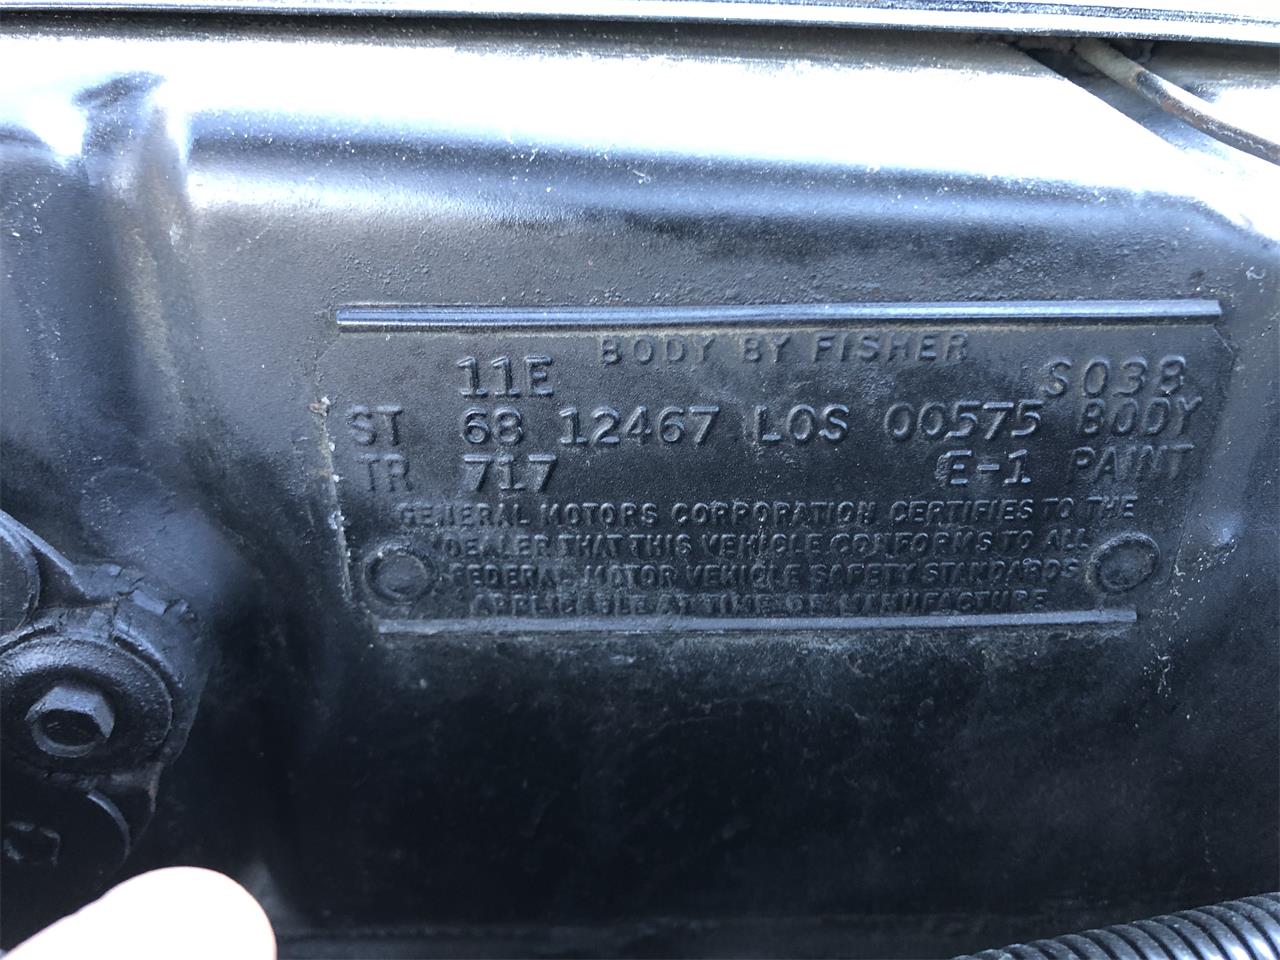 BODY BY FISHER
11E S038
ST 68 12467 LOS 00575 BODY
TR 717 E-1 PAINT
GENERAL MOTORS CORPORATION CERTIFIES TO THE
DEALER THAT THIS VEHICLE CONFORMS TO ALL
FEDERAL MOTOR VEHICLE SAFETY STANDARDS
APPLICABLE AT TIME OF MANUFACTURE